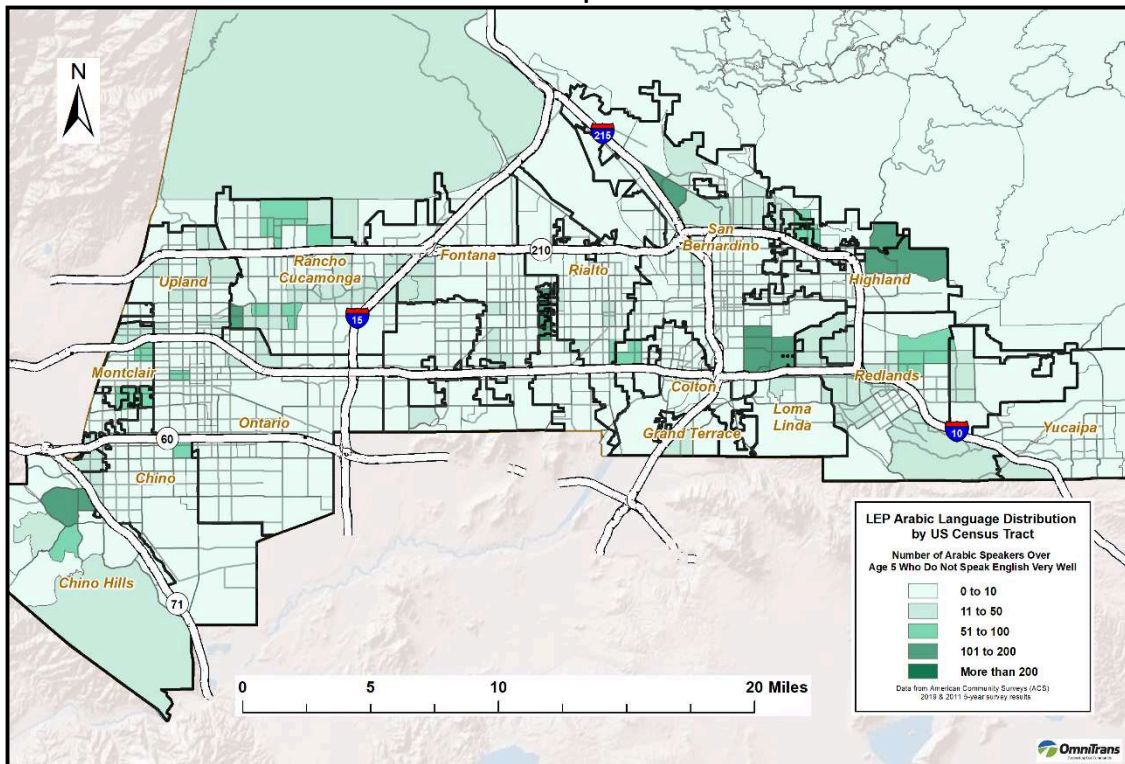 N
215
210
San
Bernardino
Rancho
Cucamonga
Fontana
Rialto
Upland
Highland
15
Montclair
Colton
Redlands
Ontario
60
Grand Terrace
Loma
Linda
10
Yucaipa
Chino
Chino Hills
71
LEP Arabic Language Distribution
by US Census Tract
Number of Arabic Speakers Over
Age 5 Who Do Not Speak English Very Well
0 to 10
11 to 50
51 to 100
101 to 200
More than 200
Data from American Community Surveys (ACS)
2019 & 2011 5-year survey results
0 5 10 20 Miles
OmniTrans